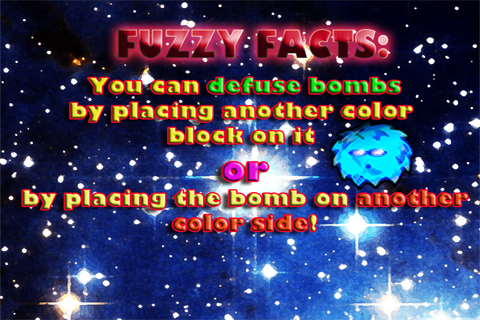 FUZZY FACTS:
You can defuse bombs
by placing another color
block on it
or
by placing the bomb on another
color side!